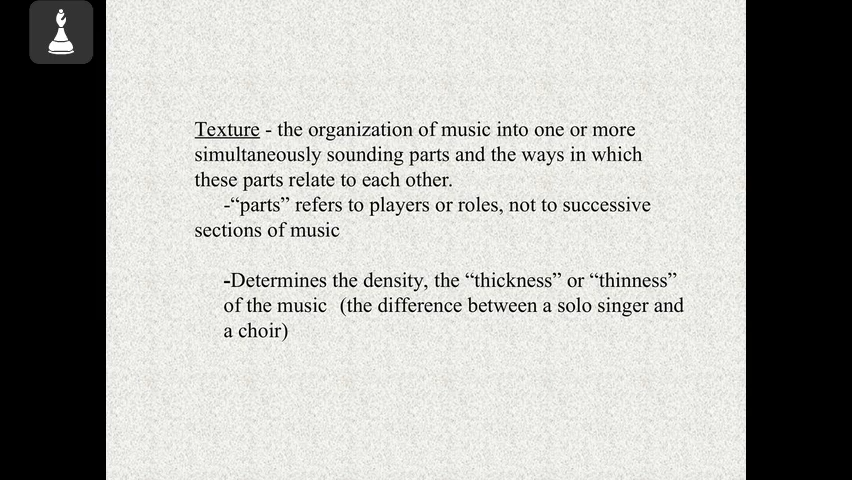 Texture - the organization of music into one or more
simultaneously sounding parts and the ways in which
these parts relate to each other.
-“parts” refers to players or roles, not to successive
sections of music
-Determines the density, the “thickness” or “thinness”
of the music (the difference between a solo singer and
a choir)